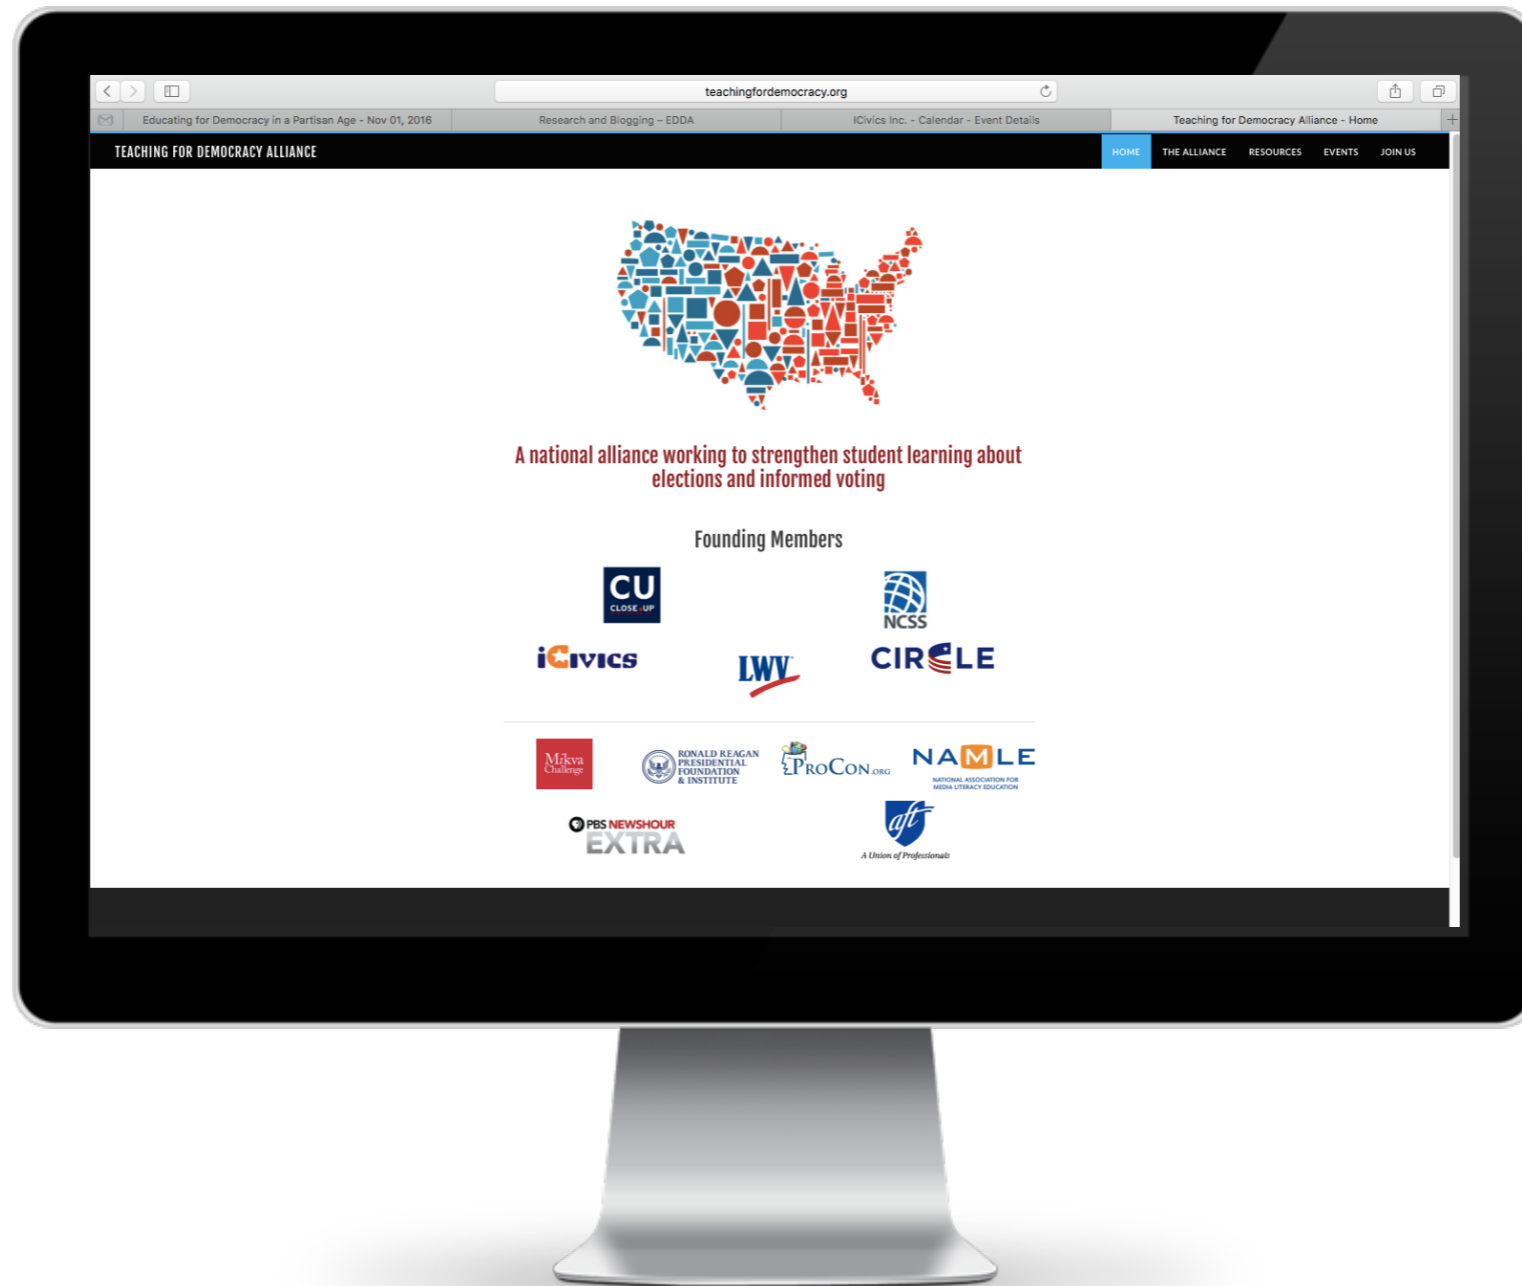 teachingfordemocracy.org
Educating for Democracy in a Partisan Age - Nov 01, 2016
Research and Blogging – EDDA
iCivics Inc. - Calendar - Event Details
Teaching for Democracy Alliance - Home
TEACHING FOR DEMOCRACY ALLIANCE
HOME THE ALLIANCE RESOURCES EVENTS JOIN US
A national alliance working to strengthen student learning about
elections and informed voting
Founding Members
CU
CLOSE UP
NCSS
iCIVICS
LWV
CIRCLE
Mikva
Challenge
RONALD REAGAN
PRESIDENTIAL
FOUNDATION
& INSTITUTE
PROCON.ORG
NAMLE
NATIONAL ASSOCIATION FOR
MEDIA LITERACY EDUCATION
PBS NEWSHOUR
EXTRA
aft
A Union of Professionals